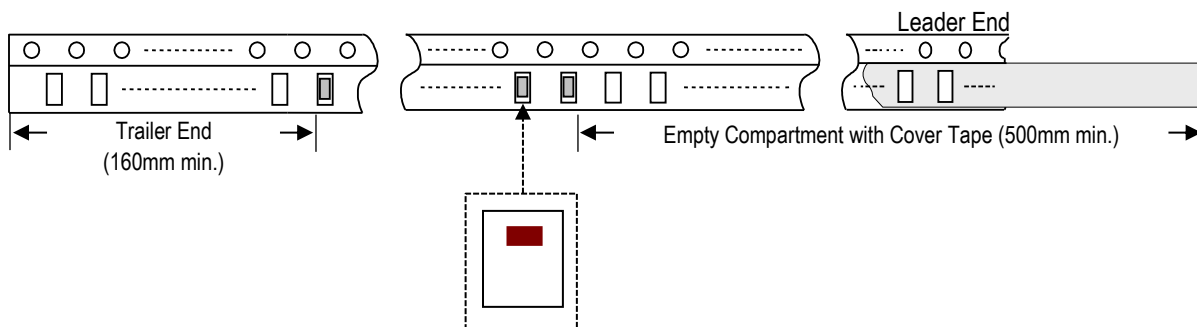 Leader End
Trailer End
(160mm min.)
Empty Compartment with Cover Tape (500mm min.)